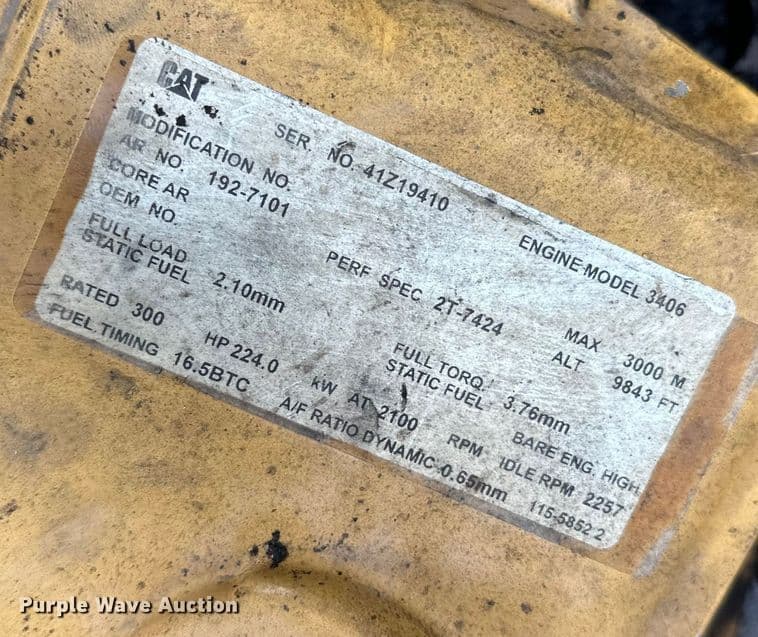 CAT
SER. NO. 41Z19410
ENGINE MODEL 3406
MODIFICATION NO.
AR NO. 192-7101
CORE AR
OEM NO.
PERF SPEC 2T-7424
MAX 3000 M
ALT 9843 FT
FULL LOAD
STATIC FUEL 2.10mm
FULL TORQ.
STATIC FUEL 3.76mm
RATED 300 HP 224.0 kW AT 2100 RPM
BARE ENG. HIGH
IDLE RPM 2257
FUEL TIMING 16.5BTC
A/F RATIO DYNAMIC 0.65mm
115-5852 2
Purple Wave Auction